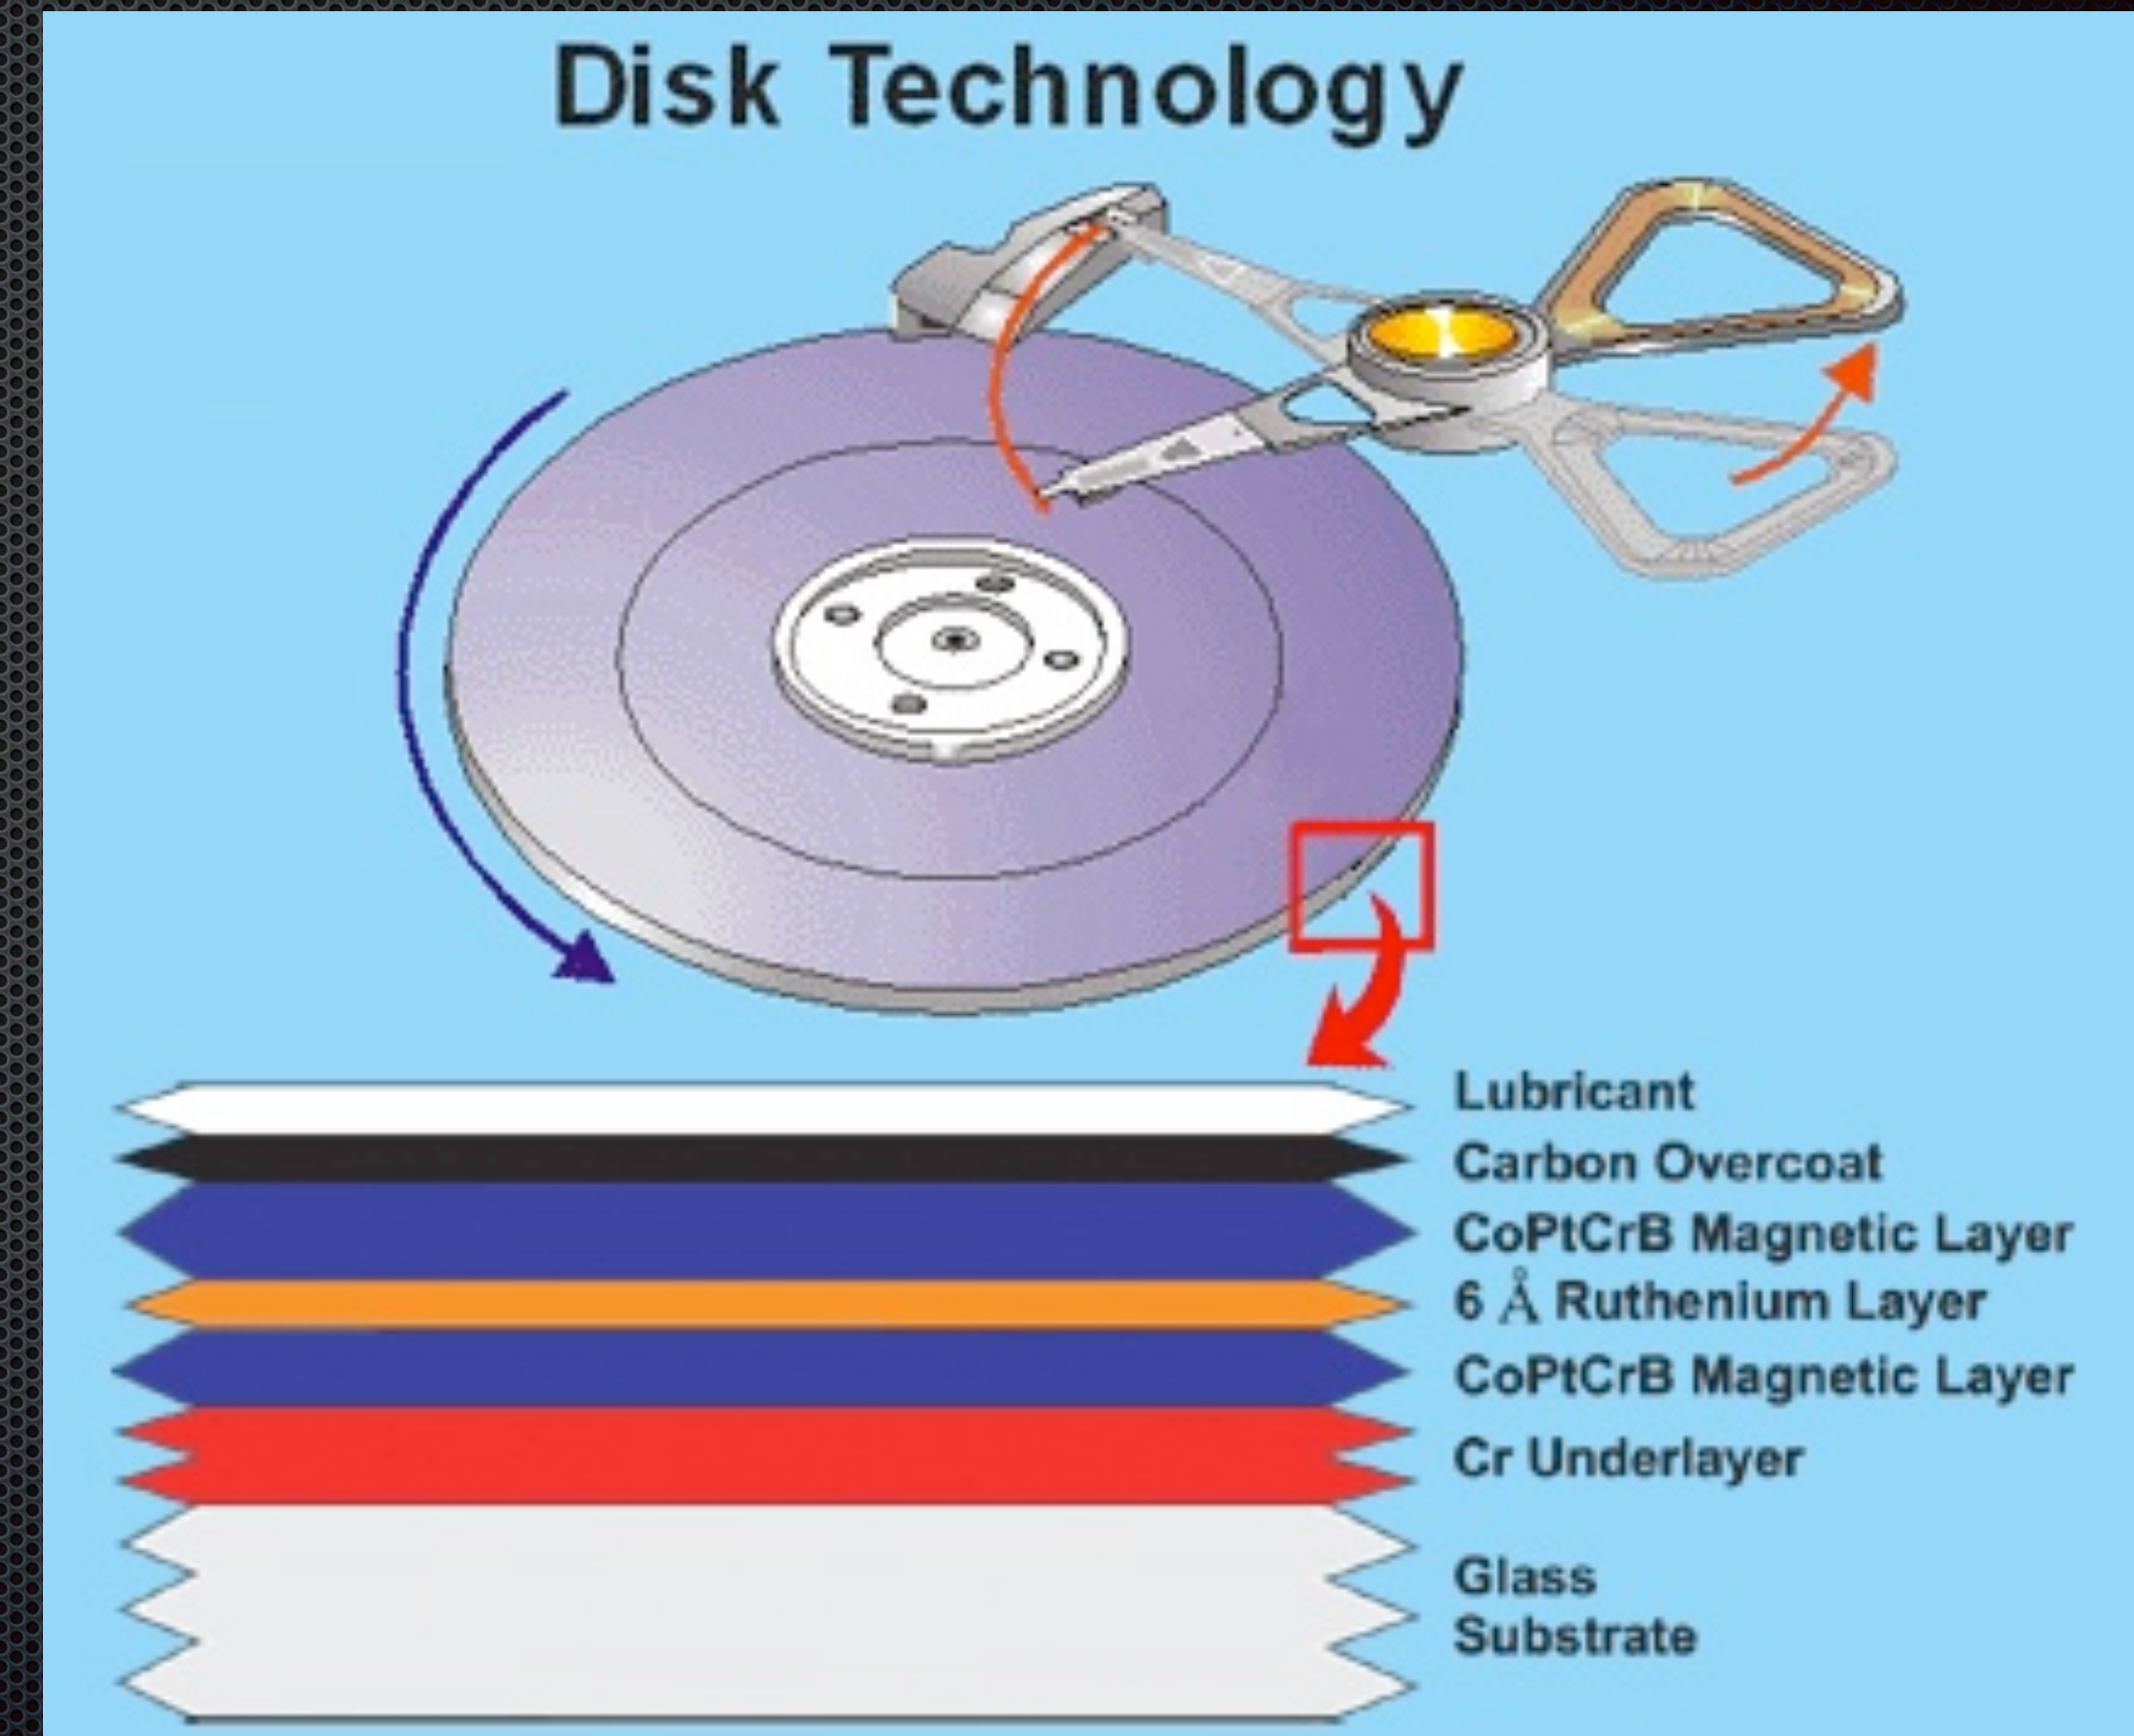 Disk Technology
Lubricant
Carbon Overcoat
CoPtCrB Magnetic Layer
6 Å Ruthenium Layer
CoPtCrB Magnetic Layer
Cr Underlayer
Glass
Substrate